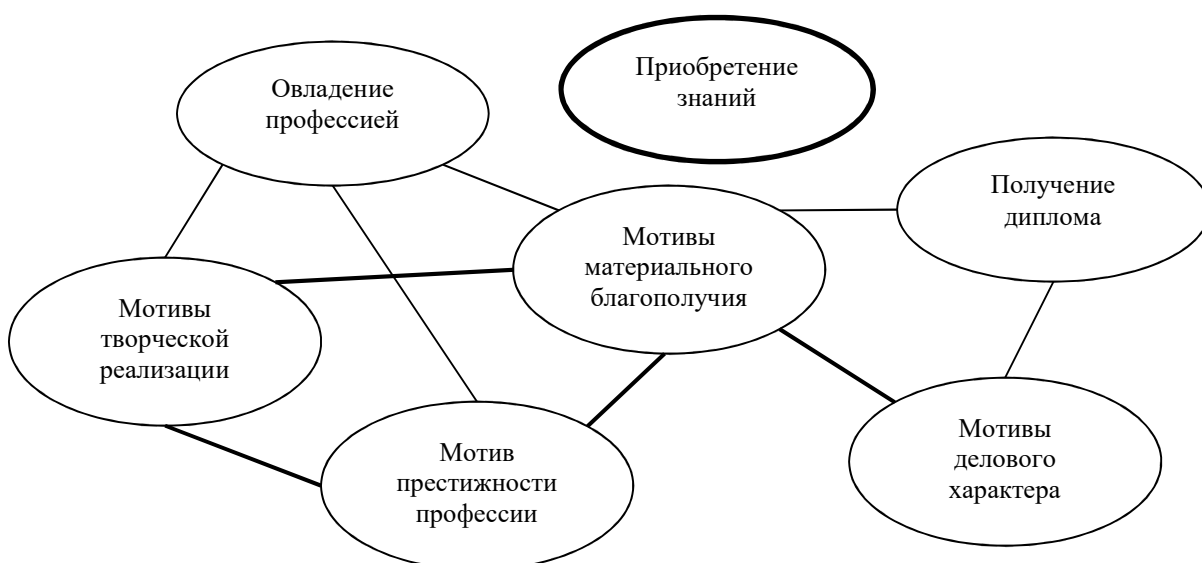 Овладение
профессией
Приобретение
знаний
Получение
диплома
Мотивы
материального
благополучия
Мотивы
творческой
реализации
Мотив
престижности
профессии
Мотивы
делового
характера